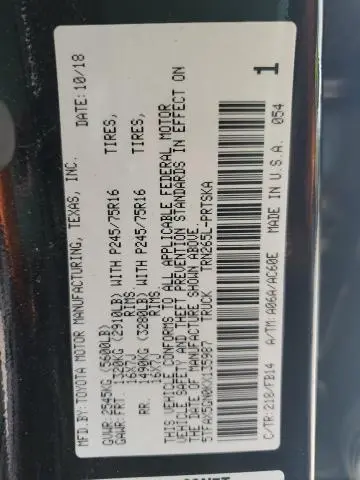 MFD.BY: TOYOTA MOTOR MANUFACTURING, TEXAS, INC. DATE: 10/18
GVWR 2545KG (5600LB)
GAWR: FRT. 1320KG (2910LB) WITH P245/75R16 TIRES,
16X7J RIMS,
RR. 1490KG (3280LB) WITH P245/75R16 TIRES,
16X7J RIMS,
THIS VEHICLE CONFORMS TO ALL APPLICABLE FEDERAL MOTOR
VEHICLE SAFETY AND THEFT PREVENTION STANDARDS IN EFFECT ON
THE DATE OF MANUFACTURE SHOWN ABOVE.
5TFAX5GN0KX135987 TRUCK TRN265L-PRTSKA
1
C/TR: 218/FB14 A/TM: A06A/AC60E MADE IN U.S.A. 054